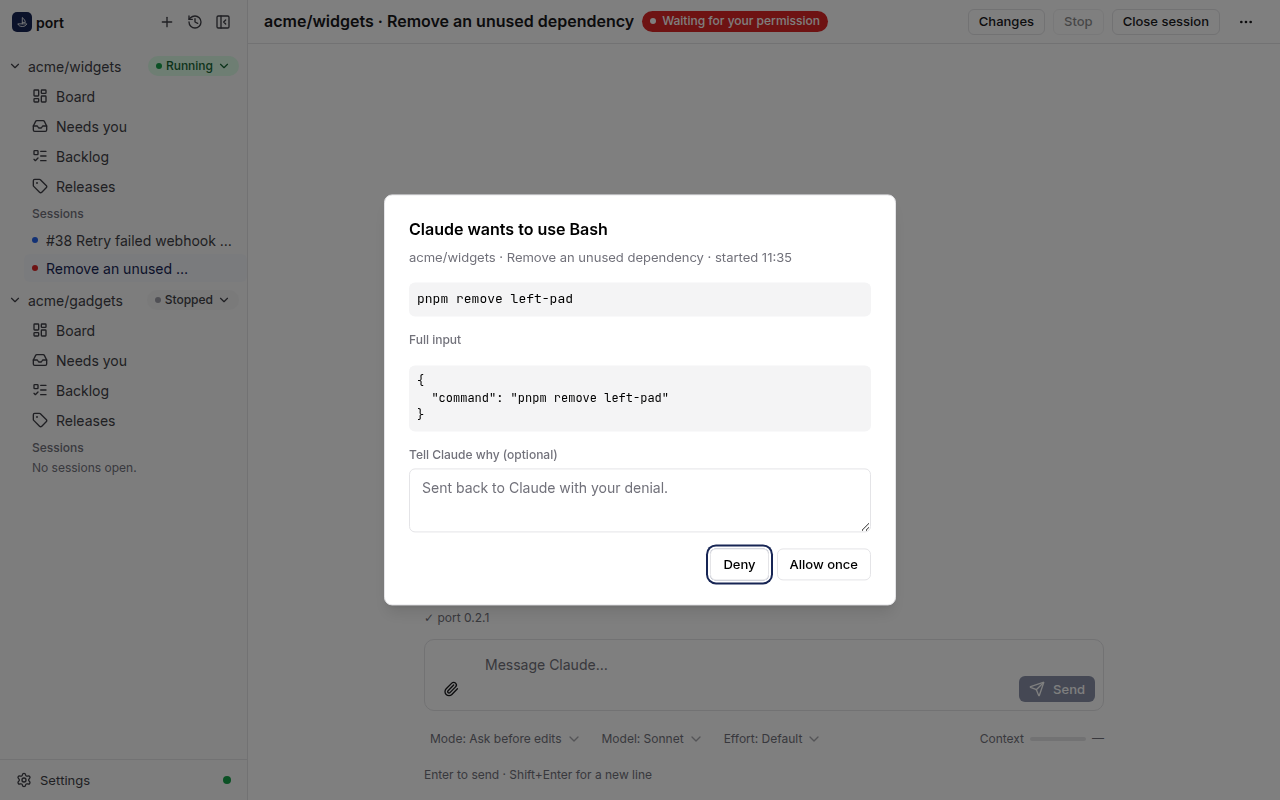 port
acme/widgets
Running
Board
Needs you
Backlog
Releases
Sessions
#38 Retry failed webhook ...
Remove an unused ...
acme/gadgets
Stopped
Board
Needs you
Backlog
Releases
Sessions
No sessions open.
Settings
acme/widgets · Remove an unused dependency
Waiting for your permission
Changes
Stop
Close session
Claude wants to use Bash
acme/widgets · Remove an unused dependency · started 11:35
pnpm remove left-pad
Full input
{
"command": "pnpm remove left-pad"
}
Tell Claude why (optional)
Sent back to Claude with your denial.
Deny
Allow once
✓ port 0.2.1
Message Claude...
Send
Mode: Ask before edits
Model: Sonnet
Effort: Default
Context —
Enter to send · Shift+Enter for a new line